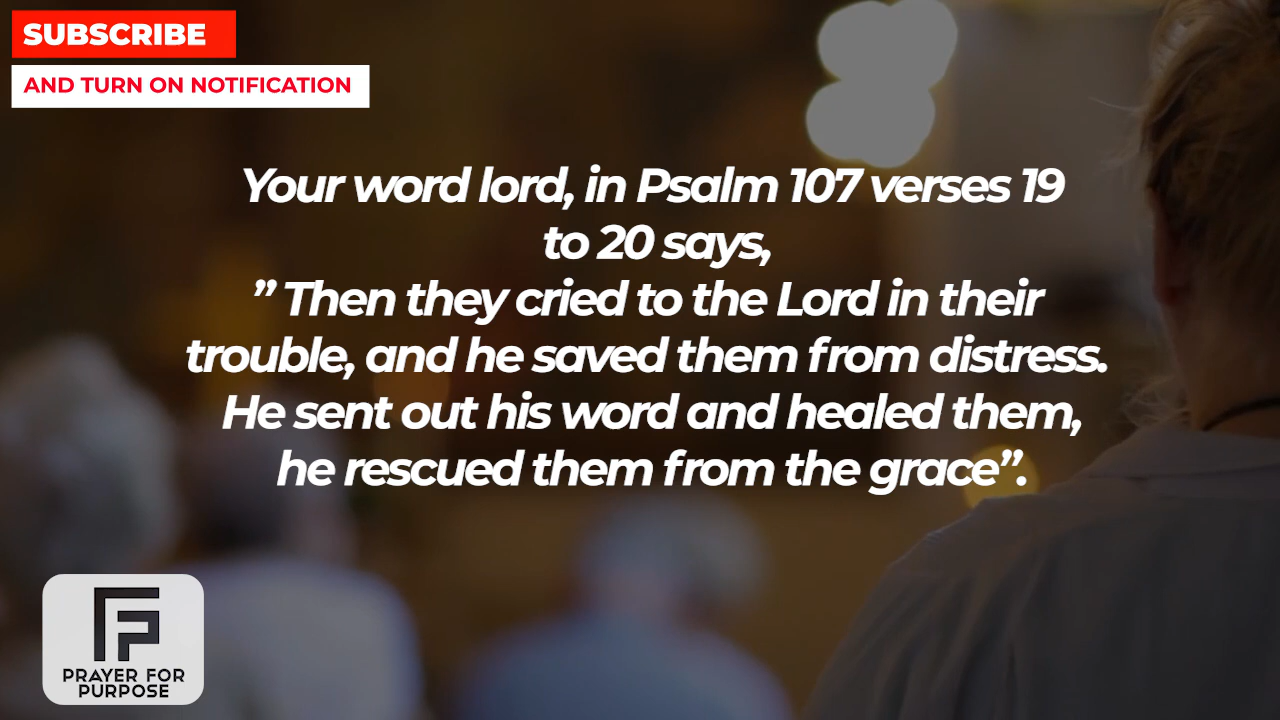 SUBSCRIBE
AND TURN ON NOTIFICATION
Your word lord, in Psalm 107 verses 19
to 20 says,
” Then they cried to the Lord in their
trouble, and he saved them from distress.
He sent out his word and healed them,
he rescued them from the grace”.
PRAYER FOR
PURPOSE